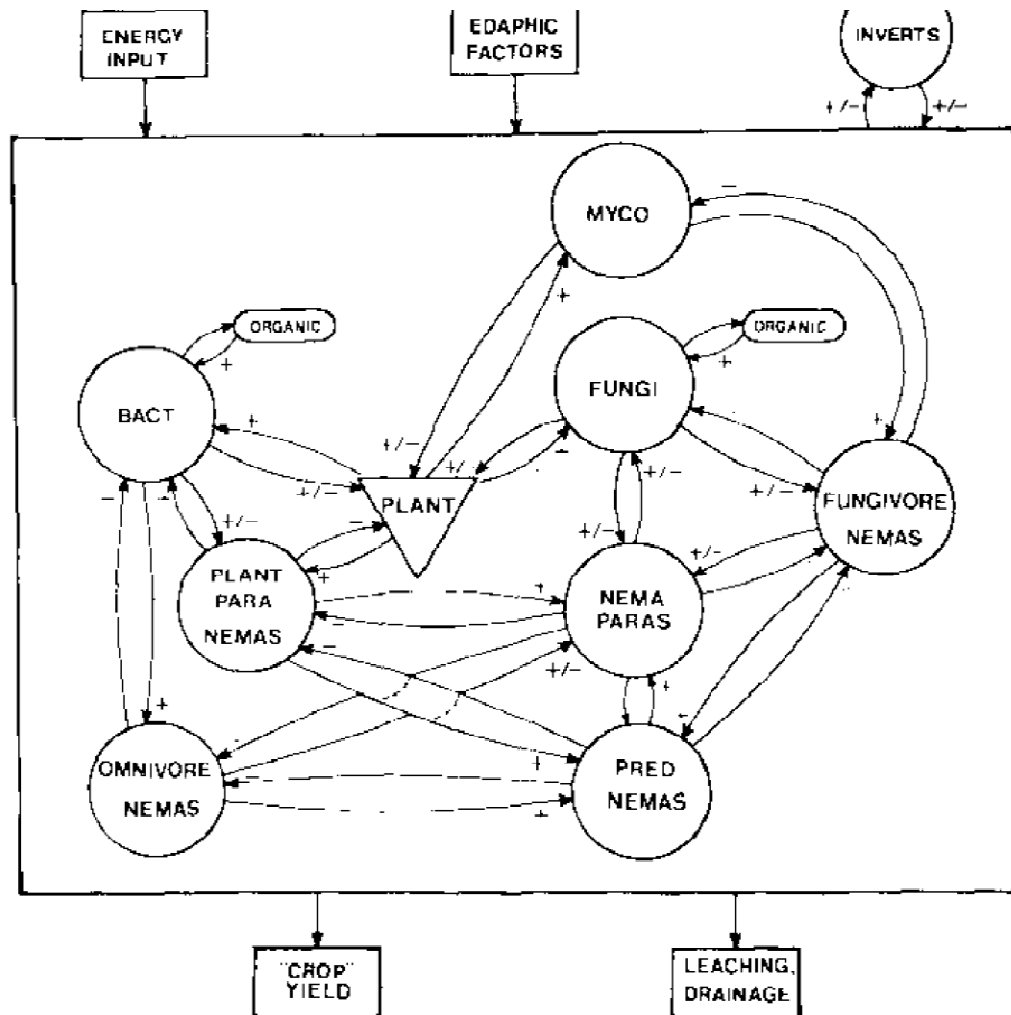 ENERGY
INPUT
EDAPHIC
FACTORS
INVERTS
+/−
+/−
MYCO
−
+
ORGANIC
+
ORGANIC
+
BACT
FUNGI
+
+/−
+/
−
+
+/−
PLANT
−
+/−
+/−
−
−
+/−
−
+/−
FUNGIVORE
NEMAS
+
PLANT
PARA
NEMAS
+/−
+
−
NEMA
PARAS
−
+/−
+
+
−
OMNIVORE
NEMAS
+
PRED
NEMAS
+
"CROP"
YIELD
LEACHING,
DRAINAGE